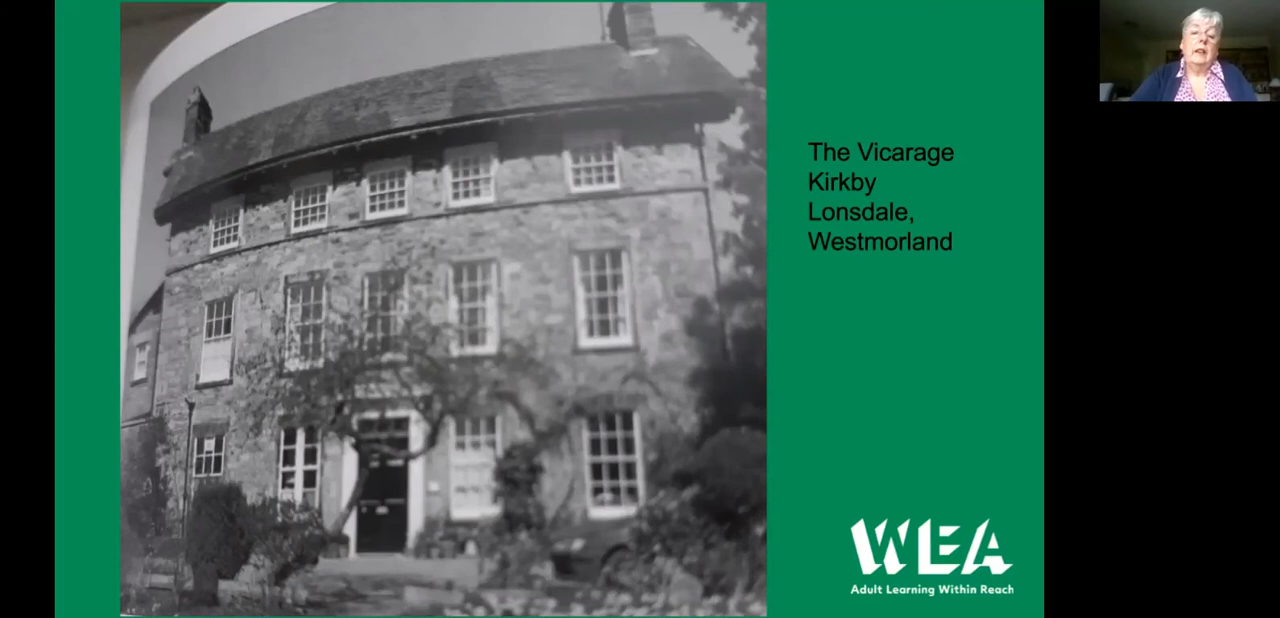 The Vicarage
Kirkby
Lonsdale,
Westmorland
WEA
Adult Learning Within Reach